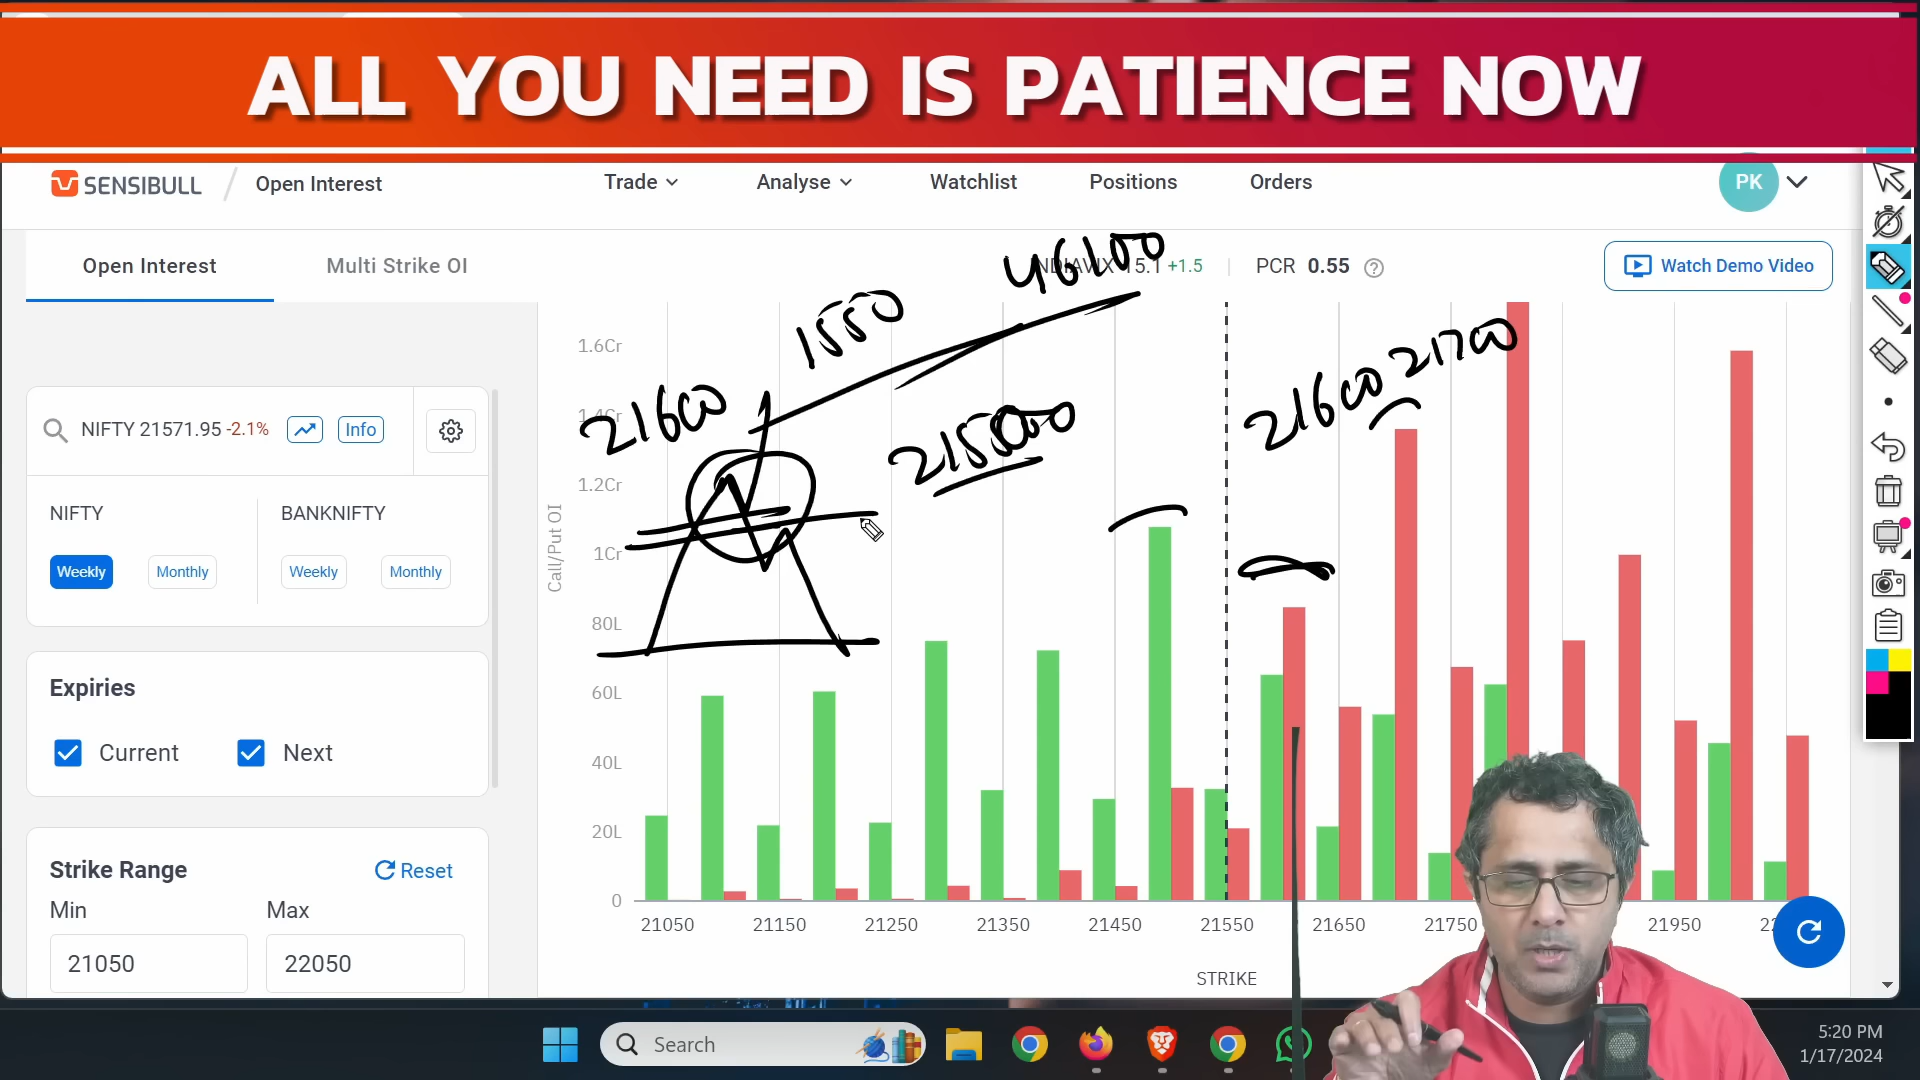 ALL YOU NEED IS PATIENCE NOW
SENSIBULL / Open Interest
Trade
Analyse
Watchlist
Positions
Orders
PK
Open Interest
Multi Strike OI
+1.5
PCR 0.55
Watch Demo Video
46100
1550
21600
215000
21600 21700
NIFTY 21571.95 -2.1%
Info
NIFTY
BANKNIFTY
Weekly
Monthly
Weekly
Monthly
Expiries
Current
Next
Strike Range
Reset
Min
Max
21050
22050
Call/Put OI
1.6Cr
1.2Cr
1Cr
80L
60L
40L
20L
0
21050
21150
21250
21350
21450
21550
21650
21750
21950
STRIKE
Search
5:20 PM
1/17/2024